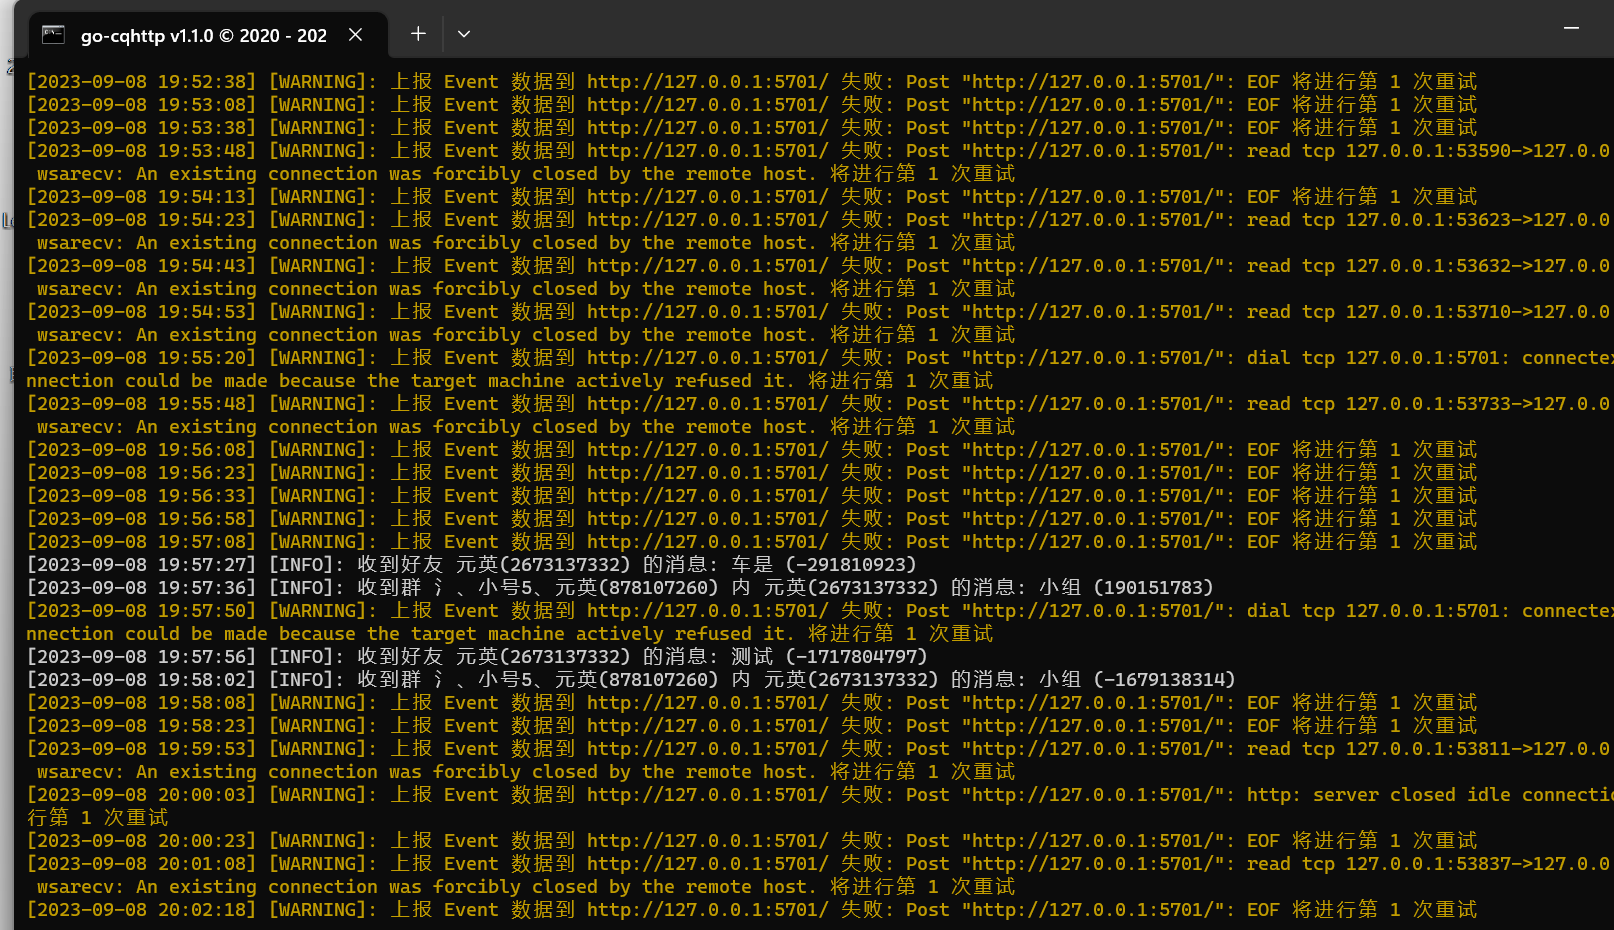 go-cqhttp v1.1.0 © 2020 - 202
[2023-09-08 19:52:38] [WARNING]: 上报 Event 数据到 http://127.0.0.1:5701/ 失败: Post "http://127.0.0.1:5701/": EOF 将进行第 1 次重试
[2023-09-08 19:53:08] [WARNING]: 上报 Event 数据到 http://127.0.0.1:5701/ 失败: Post "http://127.0.0.1:5701/": EOF 将进行第 1 次重试
[2023-09-08 19:53:38] [WARNING]: 上报 Event 数据到 http://127.0.0.1:5701/ 失败: Post "http://127.0.0.1:5701/": EOF 将进行第 1 次重试
[2023-09-08 19:53:48] [WARNING]: 上报 Event 数据到 http://127.0.0.1:5701/ 失败: Post "http://127.0.0.1:5701/": read tcp 127.0.0.1:53590->127.0.0
wsarecv: An existing connection was forcibly closed by the remote host. 将进行第 1 次重试
[2023-09-08 19:54:13] [WARNING]: 上报 Event 数据到 http://127.0.0.1:5701/ 失败: Post "http://127.0.0.1:5701/": EOF 将进行第 1 次重试
[2023-09-08 19:54:23] [WARNING]: 上报 Event 数据到 http://127.0.0.1:5701/ 失败: Post "http://127.0.0.1:5701/": read tcp 127.0.0.1:53623->127.0.0
wsarecv: An existing connection was forcibly closed by the remote host. 将进行第 1 次重试
[2023-09-08 19:54:43] [WARNING]: 上报 Event 数据到 http://127.0.0.1:5701/ 失败: Post "http://127.0.0.1:5701/": read tcp 127.0.0.1:53632->127.0.0
wsarecv: An existing connection was forcibly closed by the remote host. 将进行第 1 次重试
[2023-09-08 19:54:53] [WARNING]: 上报 Event 数据到 http://127.0.0.1:5701/ 失败: Post "http://127.0.0.1:5701/": read tcp 127.0.0.1:53710->127.0.0
wsarecv: An existing connection was forcibly closed by the remote host. 将进行第 1 次重试
[2023-09-08 19:55:20] [WARNING]: 上报 Event 数据到 http://127.0.0.1:5701/ 失败: Post "http://127.0.0.1:5701/": dial tcp 127.0.0.1:5701: connectex
nnection could be made because the target machine actively refused it. 将进行第 1 次重试
[2023-09-08 19:55:48] [WARNING]: 上报 Event 数据到 http://127.0.0.1:5701/ 失败: Post "http://127.0.0.1:5701/": read tcp 127.0.0.1:53733->127.0.0
wsarecv: An existing connection was forcibly closed by the remote host. 将进行第 1 次重试
[2023-09-08 19:56:08] [WARNING]: 上报 Event 数据到 http://127.0.0.1:5701/ 失败: Post "http://127.0.0.1:5701/": EOF 将进行第 1 次重试
[2023-09-08 19:56:23] [WARNING]: 上报 Event 数据到 http://127.0.0.1:5701/ 失败: Post "http://127.0.0.1:5701/": EOF 将进行第 1 次重试
[2023-09-08 19:56:33] [WARNING]: 上报 Event 数据到 http://127.0.0.1:5701/ 失败: Post "http://127.0.0.1:5701/": EOF 将进行第 1 次重试
[2023-09-08 19:56:58] [WARNING]: 上报 Event 数据到 http://127.0.0.1:5701/ 失败: Post "http://127.0.0.1:5701/": EOF 将进行第 1 次重试
[2023-09-08 19:57:08] [WARNING]: 上报 Event 数据到 http://127.0.0.1:5701/ 失败: Post "http://127.0.0.1:5701/": EOF 将进行第 1 次重试
[2023-09-08 19:57:27] [INFO]: 收到好友 元英(2673137332) 的消息: 车是 (-291810923)
[2023-09-08 19:57:36] [INFO]: 收到群 氵、小号5、元英(878107260) 内 元英(2673137332) 的消息: 小组 (190151783)
[2023-09-08 19:57:50] [WARNING]: 上报 Event 数据到 http://127.0.0.1:5701/ 失败: Post "http://127.0.0.1:5701/": dial tcp 127.0.0.1:5701: connectex
nnection could be made because the target machine actively refused it. 将进行第 1 次重试
[2023-09-08 19:57:56] [INFO]: 收到好友 元英(2673137332) 的消息: 测试 (-1717804797)
[2023-09-08 19:58:02] [INFO]: 收到群 氵、小号5、元英(878107260) 内 元英(2673137332) 的消息: 小组 (-1679138314)
[2023-09-08 19:58:08] [WARNING]: 上报 Event 数据到 http://127.0.0.1:5701/ 失败: Post "http://127.0.0.1:5701/": EOF 将进行第 1 次重试
[2023-09-08 19:58:23] [WARNING]: 上报 Event 数据到 http://127.0.0.1:5701/ 失败: Post "http://127.0.0.1:5701/": EOF 将进行第 1 次重试
[2023-09-08 19:59:53] [WARNING]: 上报 Event 数据到 http://127.0.0.1:5701/ 失败: Post "http://127.0.0.1:5701/": read tcp 127.0.0.1:53811->127.0.0
wsarecv: An existing connection was forcibly closed by the remote host. 将进行第 1 次重试
[2023-09-08 20:00:03] [WARNING]: 上报 Event 数据到 http://127.0.0.1:5701/ 失败: Post "http://127.0.0.1:5701/": http: server closed idle connectio
行第 1 次重试
[2023-09-08 20:00:23] [WARNING]: 上报 Event 数据到 http://127.0.0.1:5701/ 失败: Post "http://127.0.0.1:5701/": EOF 将进行第 1 次重试
[2023-09-08 20:01:08] [WARNING]: 上报 Event 数据到 http://127.0.0.1:5701/ 失败: Post "http://127.0.0.1:5701/": read tcp 127.0.0.1:53837->127.0.0
wsarecv: An existing connection was forcibly closed by the remote host. 将进行第 1 次重试
[2023-09-08 20:02:18] [WARNING]: 上报 Event 数据到 http://127.0.0.1:5701/ 失败: Post "http://127.0.0.1:5701/": EOF 将进行第 1 次重试